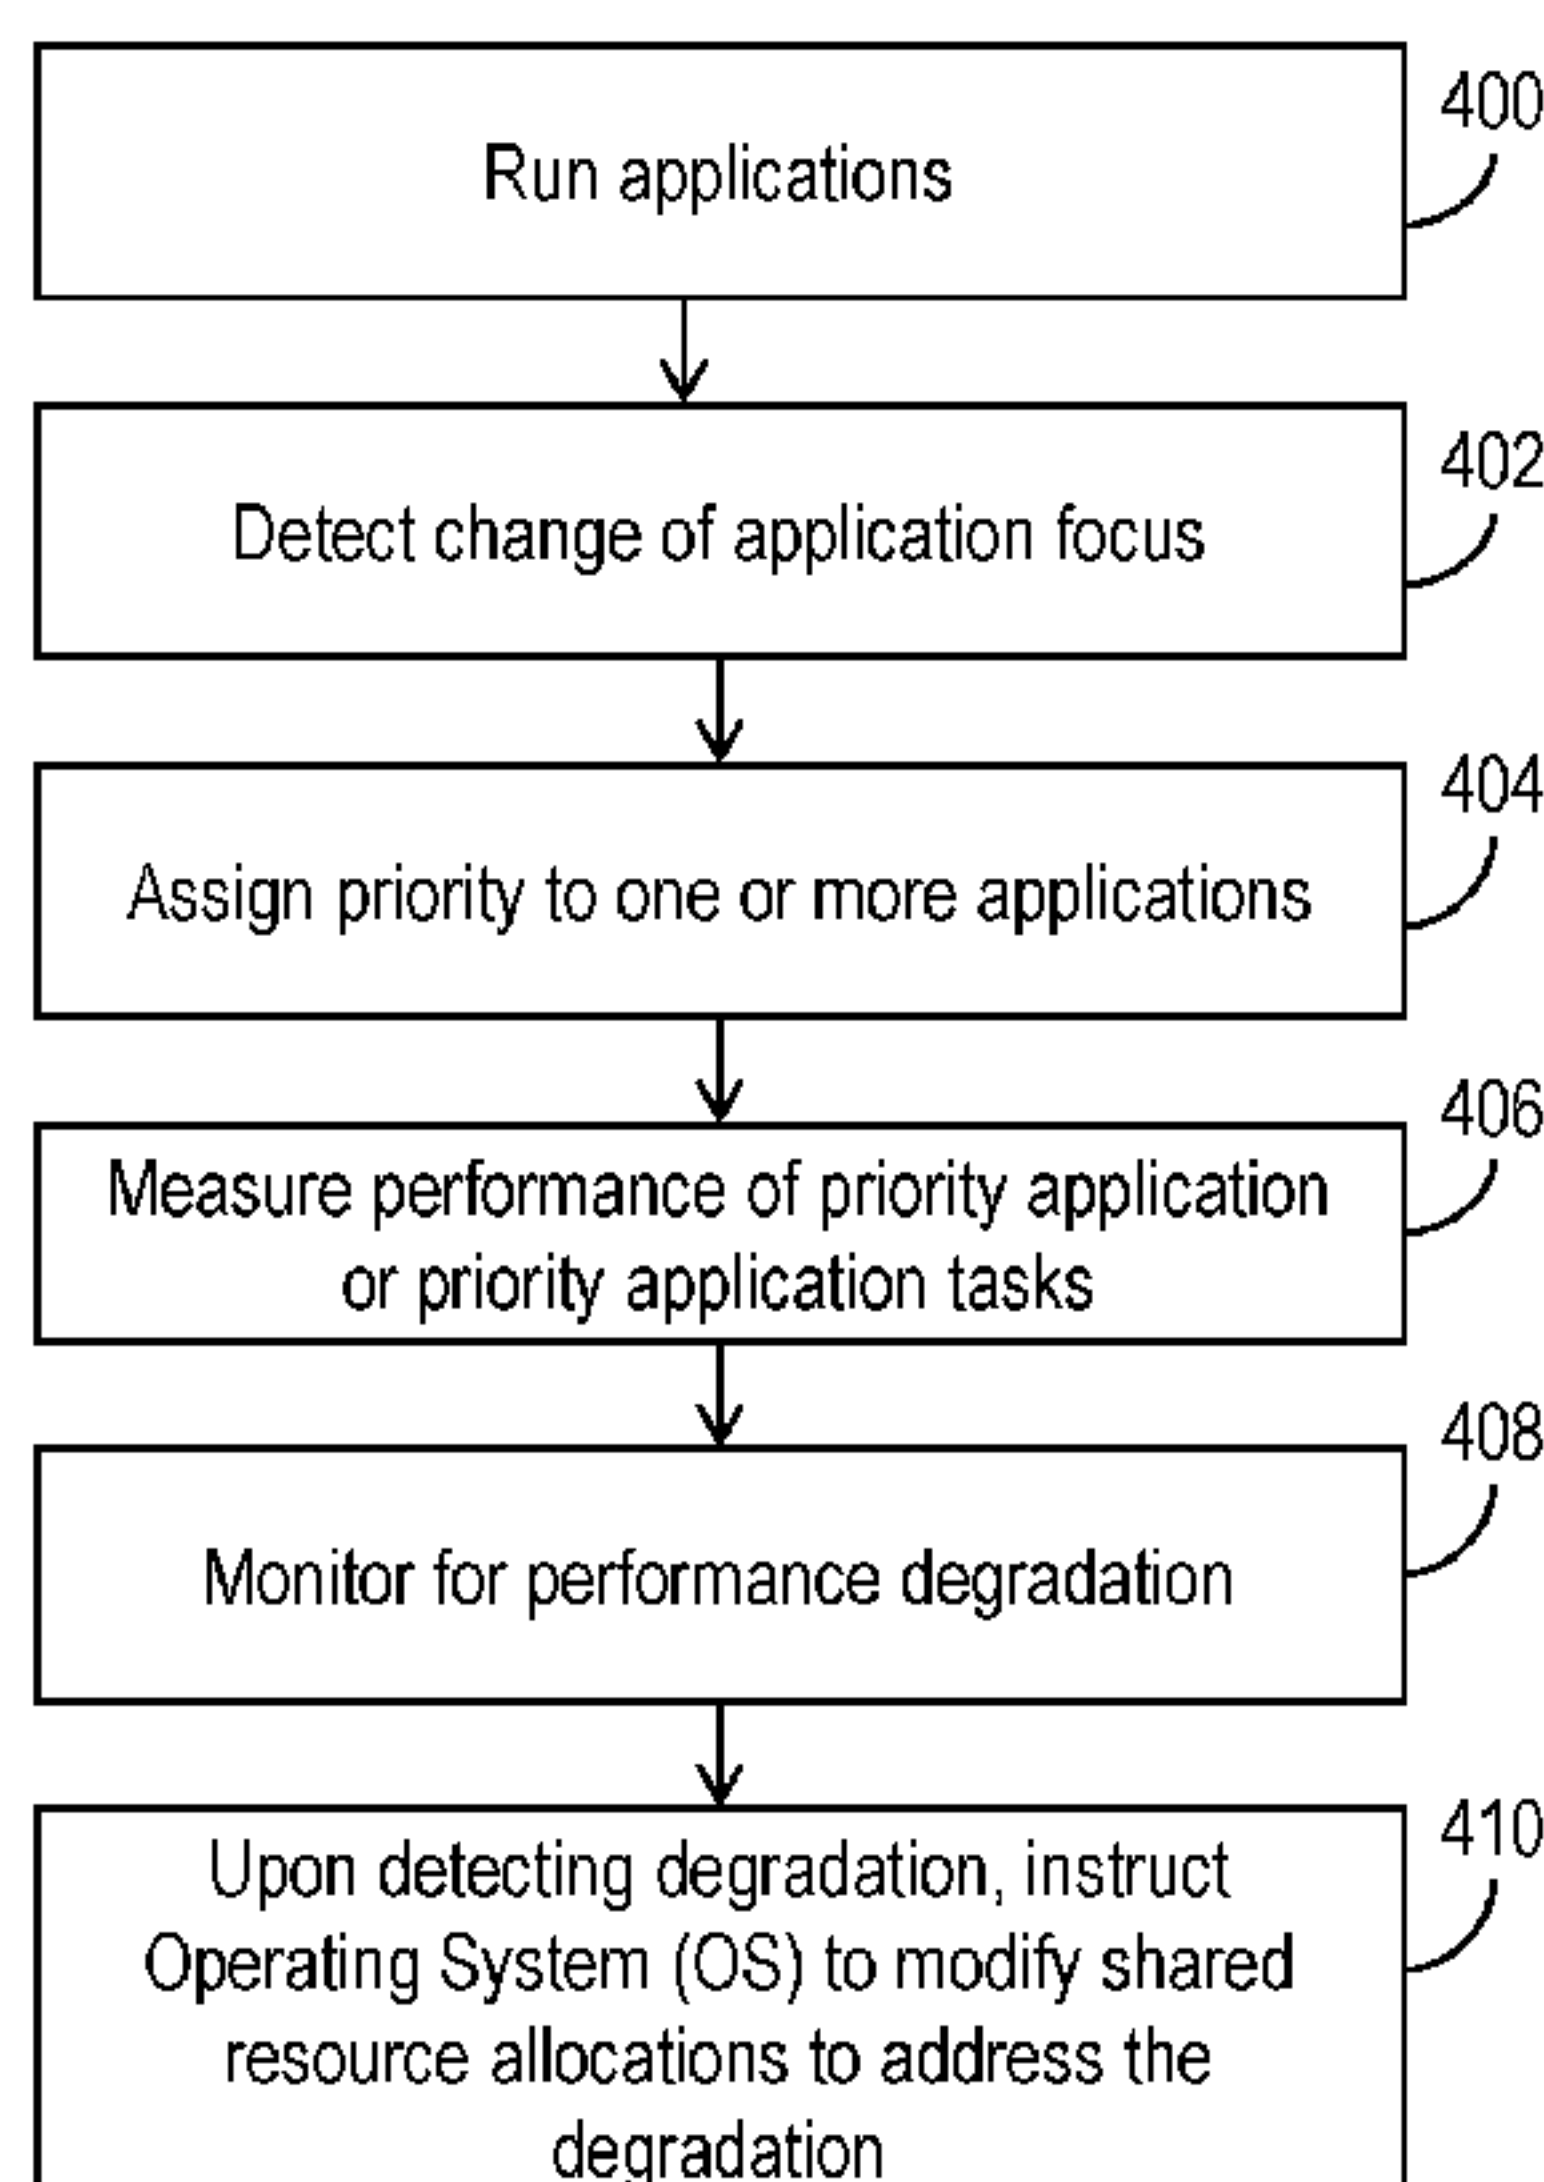 400
Run applications
402
Detect change of application focus
404
Assign priority to one or more applications
406
Measure performance of priority application
or priority application tasks
408
Monitor for performance degradation
410
Upon detecting degradation, instruct
Operating System (OS) to modify shared
resource allocations to address the
degradation